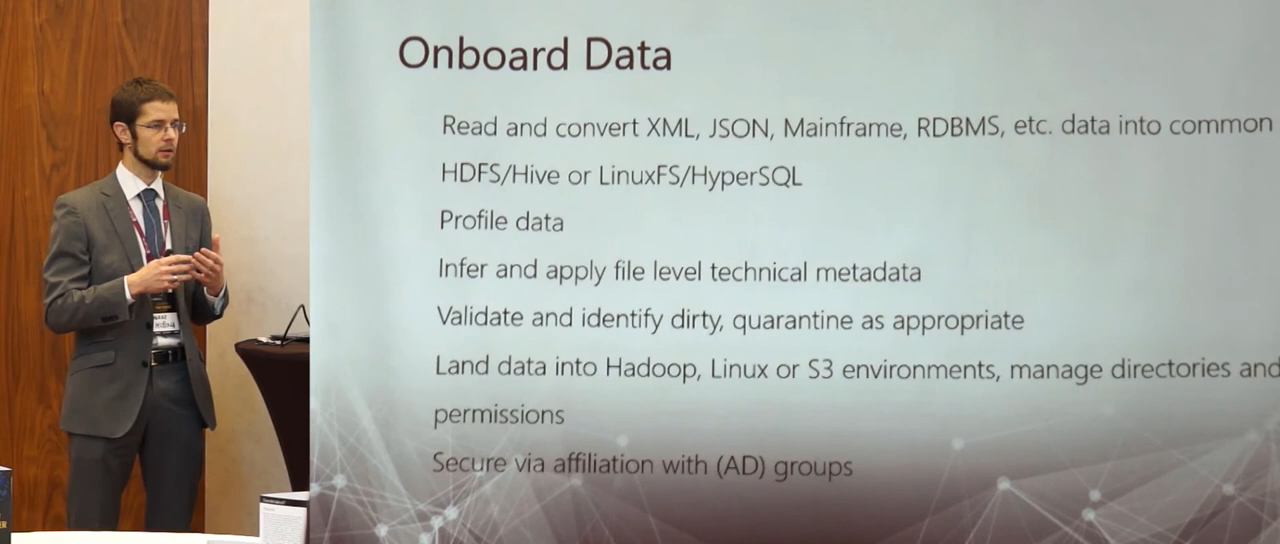 Onboard Data
Read and convert XML, JSON, Mainframe, RDBMS, etc. data into common
HDFS/Hive or LinuxFS/HyperSQL
Profile data
Infer and apply file level technical metadata
Validate and identify dirty, quarantine as appropriate
Land data into Hadoop, Linux or S3 environments, manage directories and
permissions
Secure via affiliation with (AD) groups